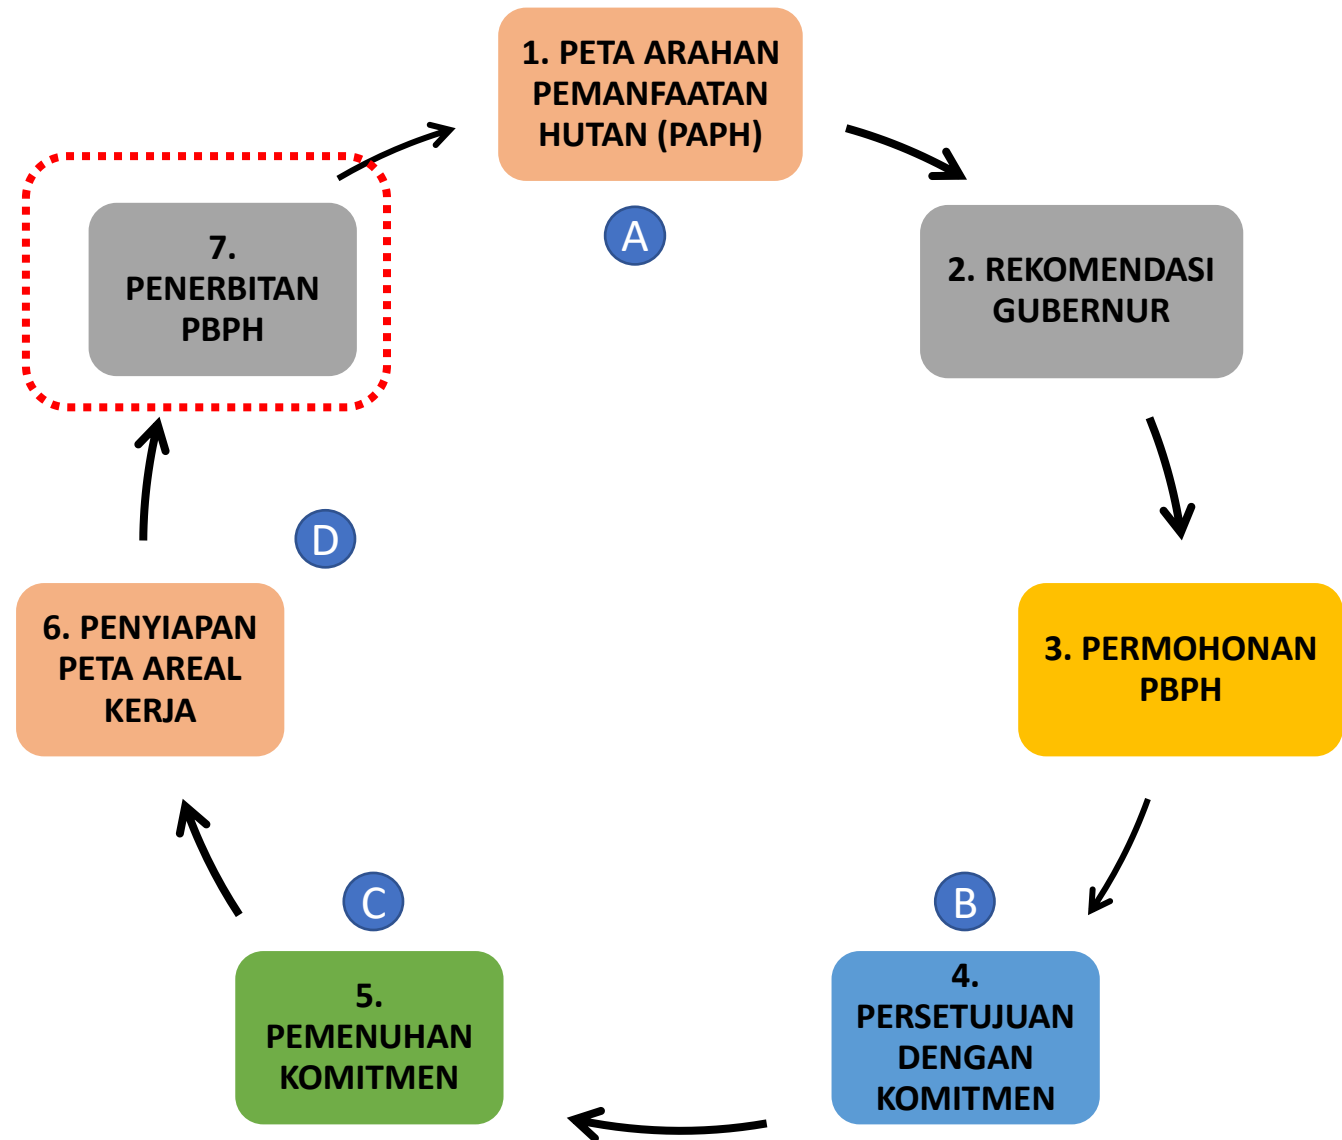 1. PETA ARAHAN
PEMANFAATAN
HUTAN (PAPH)
A
2. REKOMENDASI
GUBERNUR
3. PERMOHONAN
PBPH
B
4.
PERSETUJUAN
DENGAN
KOMITMEN
C
5.
PEMENUHAN
KOMITMEN
6. PENYIAPAN
PETA AREAL
KERJA
D
7.
PENERBITAN
PBPH